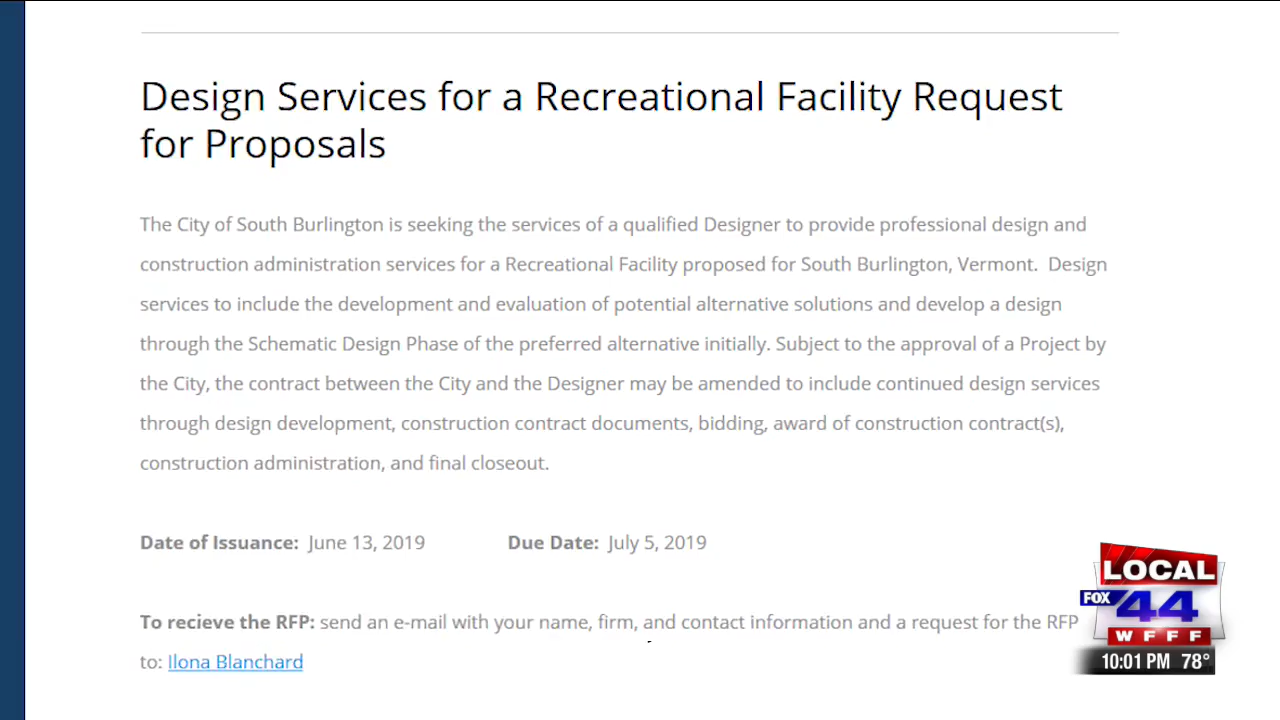 Design Services for a Recreational Facility Request
for Proposals
The City of South Burlington is seeking the services of a qualified Designer to provide professional design and
construction administration services for a Recreational Facility proposed for South Burlington, Vermont.  Design
services to include the development and evaluation of potential alternative solutions and develop a design
through the Schematic Design Phase of the preferred alternative initially. Subject to the approval of a Project by
the City, the contract between the City and the Designer may be amended to include continued design services
through design development, construction contract documents, bidding, award of construction contract(s),
construction administration, and final closeout.
Date of Issuance: June 13, 2019 Due Date: July 5, 2019
To recieve the RFP: send an e-mail with your name, firm, and contact information and a request for the RFP
to: Ilona Blanchard
LOCAL
FOX 44
WFFF
10:01 PM 78°